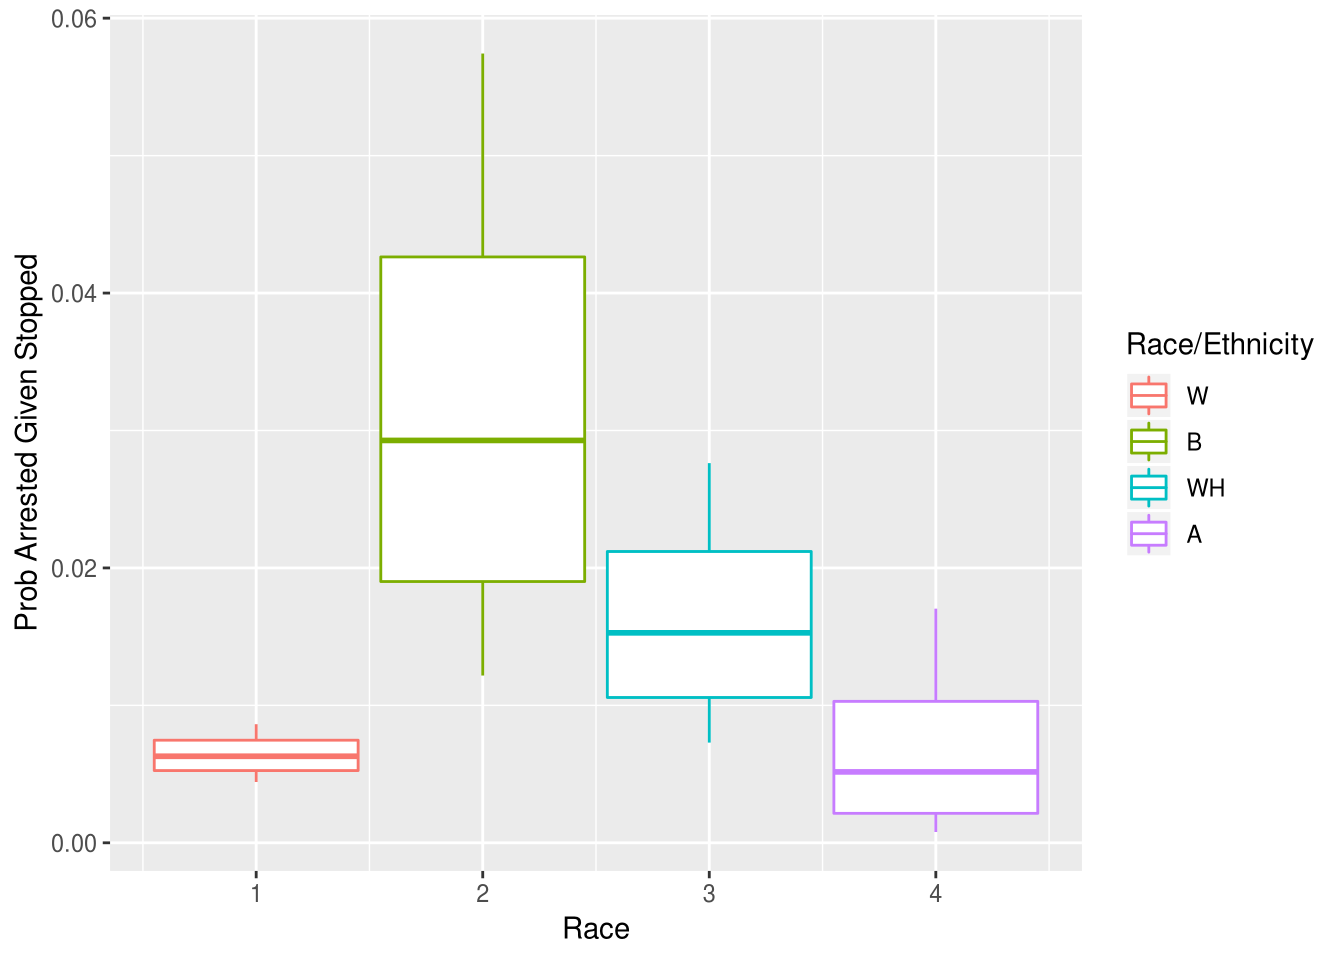 0.06
0.04
0.02
0.00
Prob Arrested Given Stopped
1 2 3 4
Race
Race/Ethnicity
W
B
WH
A